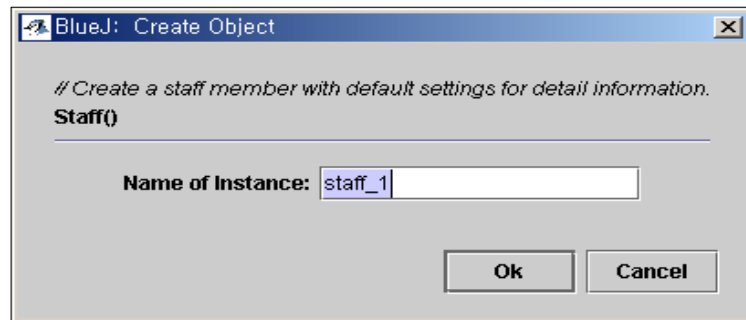 BlueJ: Create Object
// Create a staff member with default settings for detail information.
Staff()
Name of Instance: staff_1
Ok Cancel